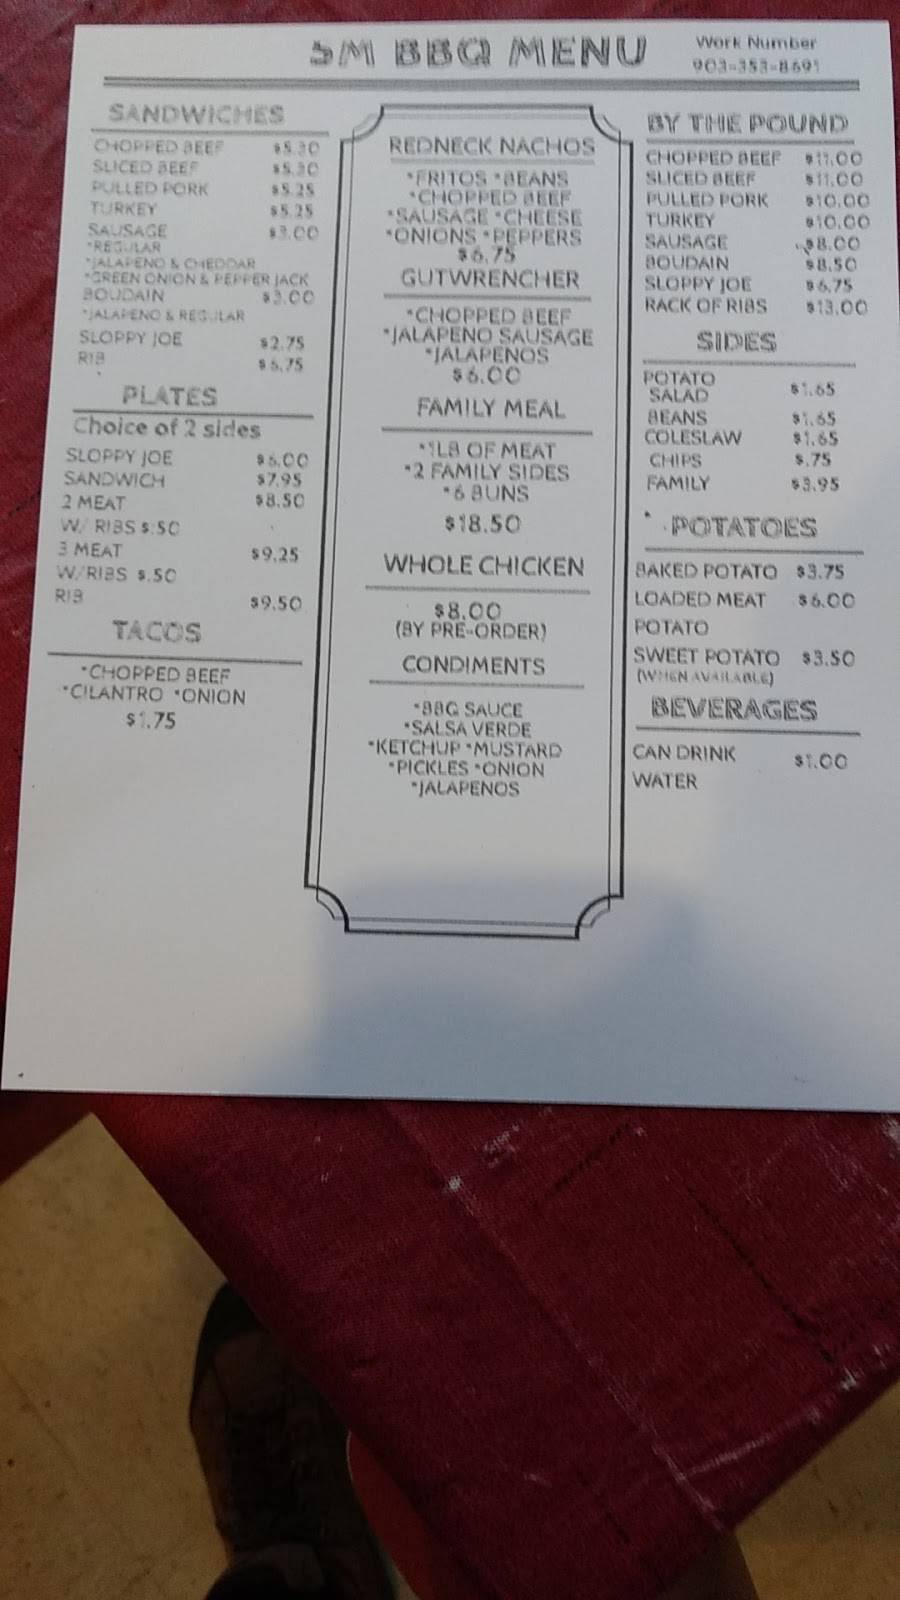 5M BBQ MENU
Work Number
903-353-8691
SANDWICHES
CHOPPED BEEF $5.30
SLICED BEEF $5.30
PULLED PORK $5.25
TURKEY $5.25
SAUSAGE $3.00
*REGULAR
*JALAPENO & CHEDDAR
*GREEN ONION & PEPPER JACK
BOUDAIN $3.00
*JALAPENO & REGULAR
SLOPPY JOE $2.75
RIB $6.75
PLATES
Choice of 2 sides
SLOPPY JOE $6.00
SANDWICH $7.95
2 MEAT $8.50
W/ RIBS $.50
3 MEAT $9.25
W/RIBS $.50
RIB $9.50
TACOS
*CHOPPED BEEF
*CILANTRO *ONION
$1.75
REDNECK NACHOS
*FRITOS *BEANS
*CHOPPED BEEF
*SAUSAGE *CHEESE
*ONIONS *PEPPERS
$6.75
GUTWRENCHER
*CHOPPED BEEF
*JALAPENO SAUSAGE
*JALAPENOS
$6.00
FAMILY MEAL
*1LB OF MEAT
*2 FAMILY SIDES
*6 BUNS
$18.50
WHOLE CHICKEN
$8.00
(BY PRE-ORDER)
CONDIMENTS
*BBQ SAUCE
*SALSA VERDE
*KETCHUP *MUSTARD
*PICKLES *ONION
*JALAPENOS
BY THE POUND
CHOPPED BEEF $11.00
SLICED BEEF $11.00
PULLED PORK $10.00
TURKEY $10.00
SAUSAGE $8.00
BOUDAIN $8.50
SLOPPY JOE $6.75
RACK OF RIBS $13.00
SIDES
POTATO
SALAD $1.65
BEANS $1.65
COLESLAW $1.65
CHIPS $.75
FAMILY $3.95
POTATOES
BAKED POTATO $3.75
LOADED MEAT $6.00
POTATO
SWEET POTATO $3.50
(WHEN AVAILABLE)
BEVERAGES
CAN DRINK $1.00
WATER